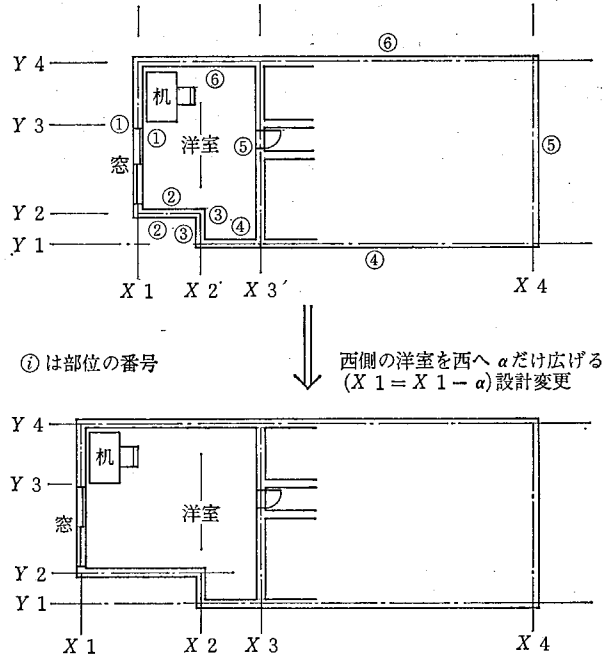 ⑥
Y 4
机
⑥
Y 3
①
①
洋室
⑤
⑤
窓
②
Y 2
③
②
③
④
Y 1
④
X 1
X 2'
X 3'
X 4
ⓘ は部位の番号
西側の洋室を西へ αだけ広げる
(X 1 = X 1 − α)設計変更
Y 4
机
Y 3
洋室
窓
Y 2
Y 1
X 1
X 2
X 3
X 4